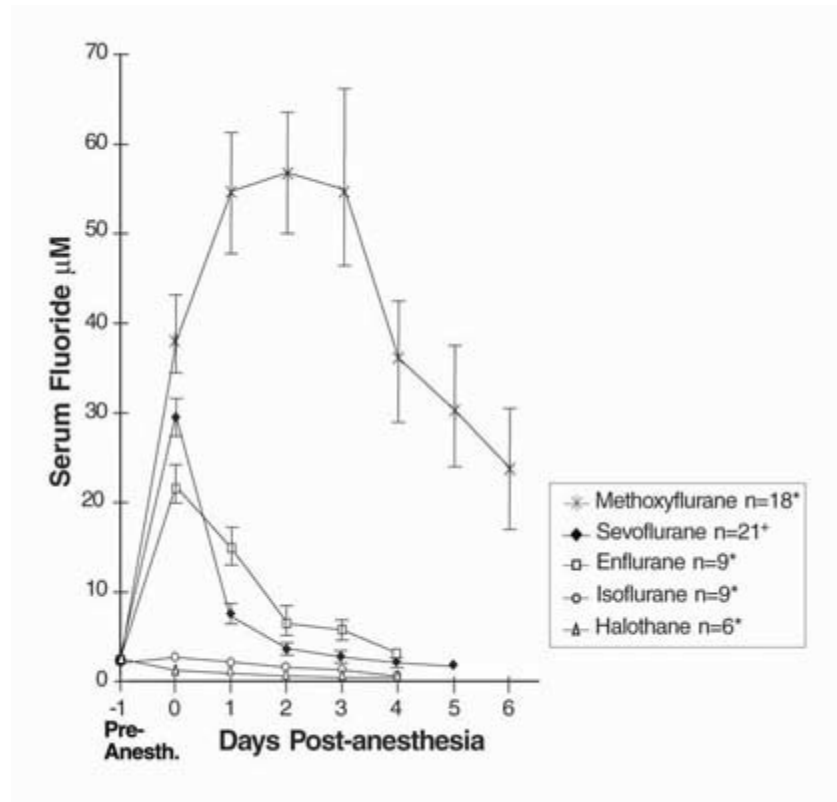 70
60
50
40
30
20
10
0
Serum Fluoride μM
-1 0 1 2 3 4 5 6
Pre-
Anesth.
Days Post-anesthesia
Methoxyflurane n=18*
Sevoflurane n=21+
Enflurane n=9*
Isoflurane n=9*
Halothane n=6*